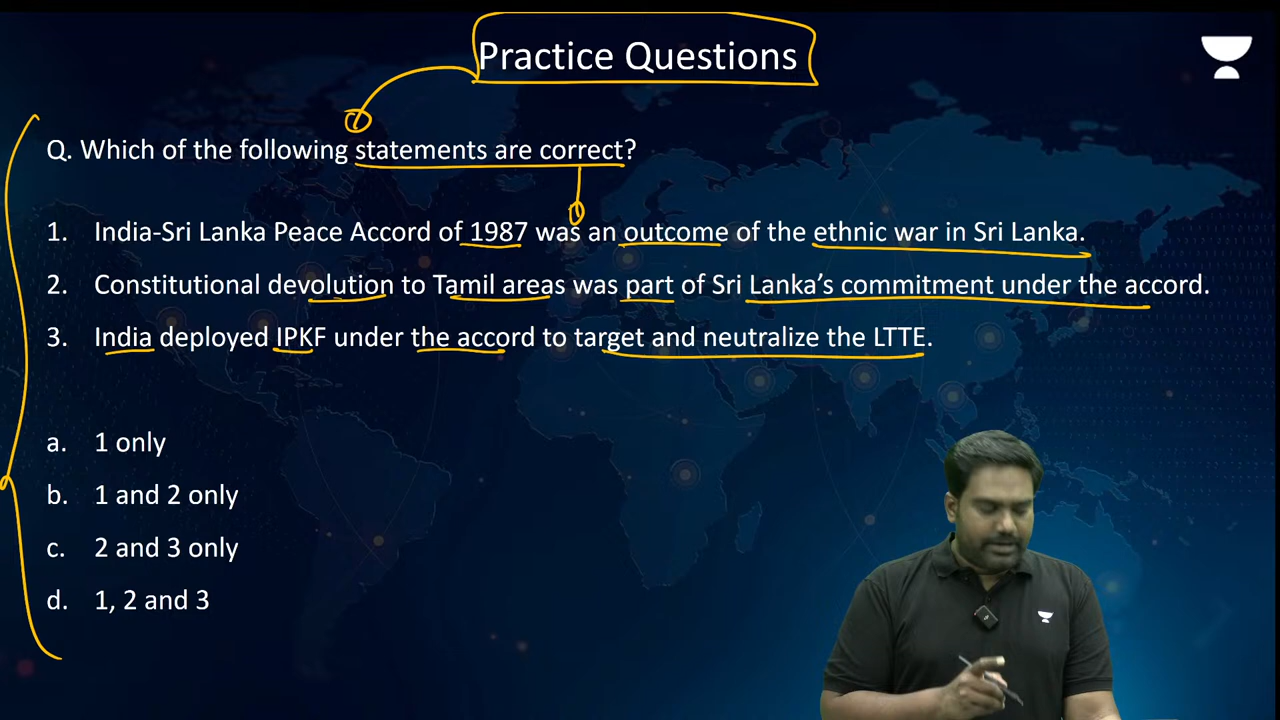 Practice Questions
Q. Which of the following statements are correct?
1. India-Sri Lanka Peace Accord of 1987 was an outcome of the ethnic war in Sri Lanka.
2. Constitutional devolution to Tamil areas was part of Sri Lanka’s commitment under the accord.
3. India deployed IPKF under the accord to target and neutralize the LTTE.
a. 1 only
b. 1 and 2 only
c. 2 and 3 only
d. 1, 2 and 3